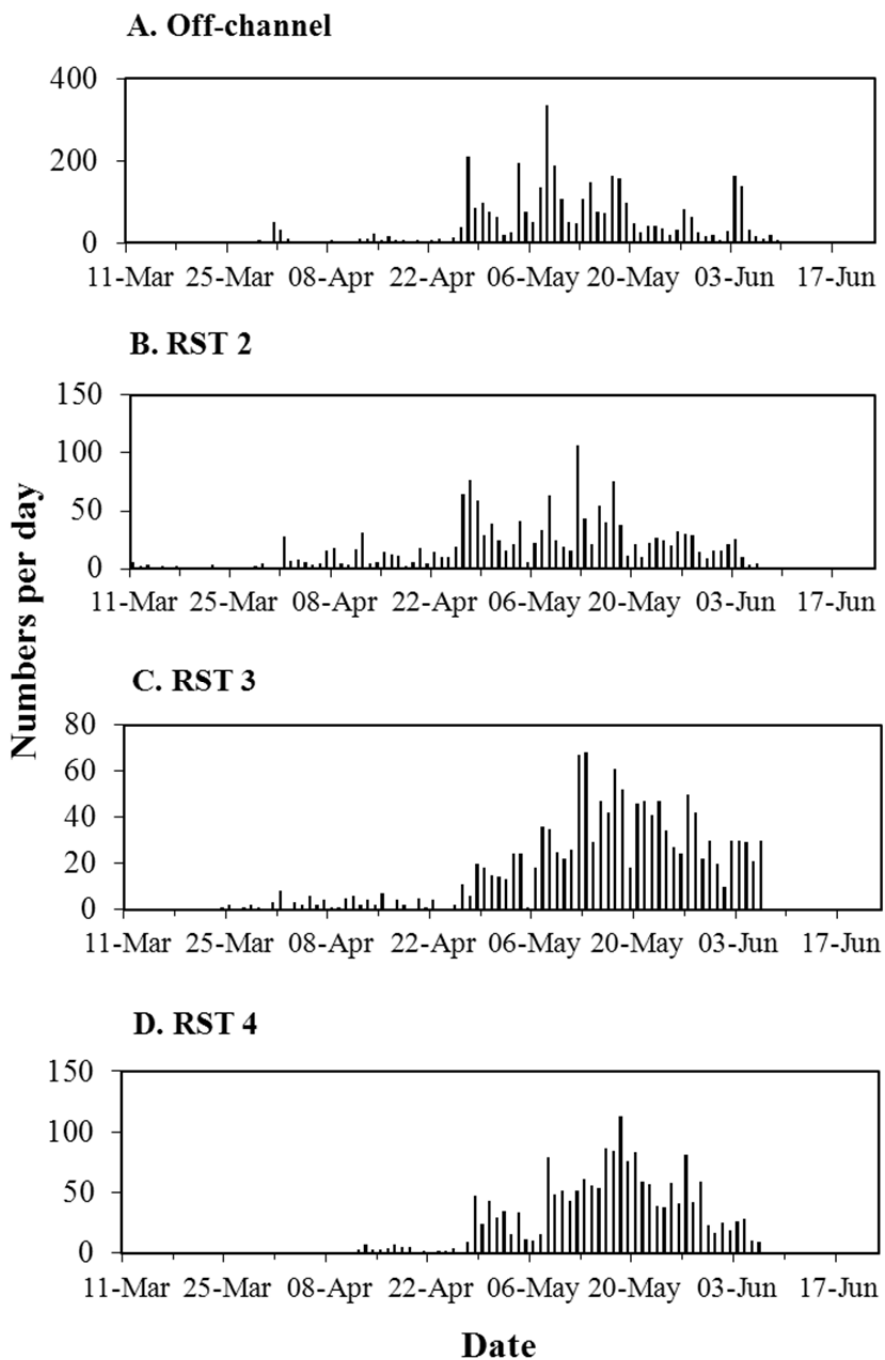 A. Off-channel
400
200
0
11-Mar 25-Mar 08-Apr 22-Apr 06-May 20-May 03-Jun 17-Jun
B. RST 2
150
100
50
0
11-Mar 25-Mar 08-Apr 22-Apr 06-May 20-May 03-Jun 17-Jun
Numbers per day
C. RST 3
80
60
40
20
0
11-Mar 25-Mar 08-Apr 22-Apr 06-May 20-May 03-Jun 17-Jun
D. RST 4
150
100
50
0
11-Mar 25-Mar 08-Apr 22-Apr 06-May 20-May 03-Jun 17-Jun
Date